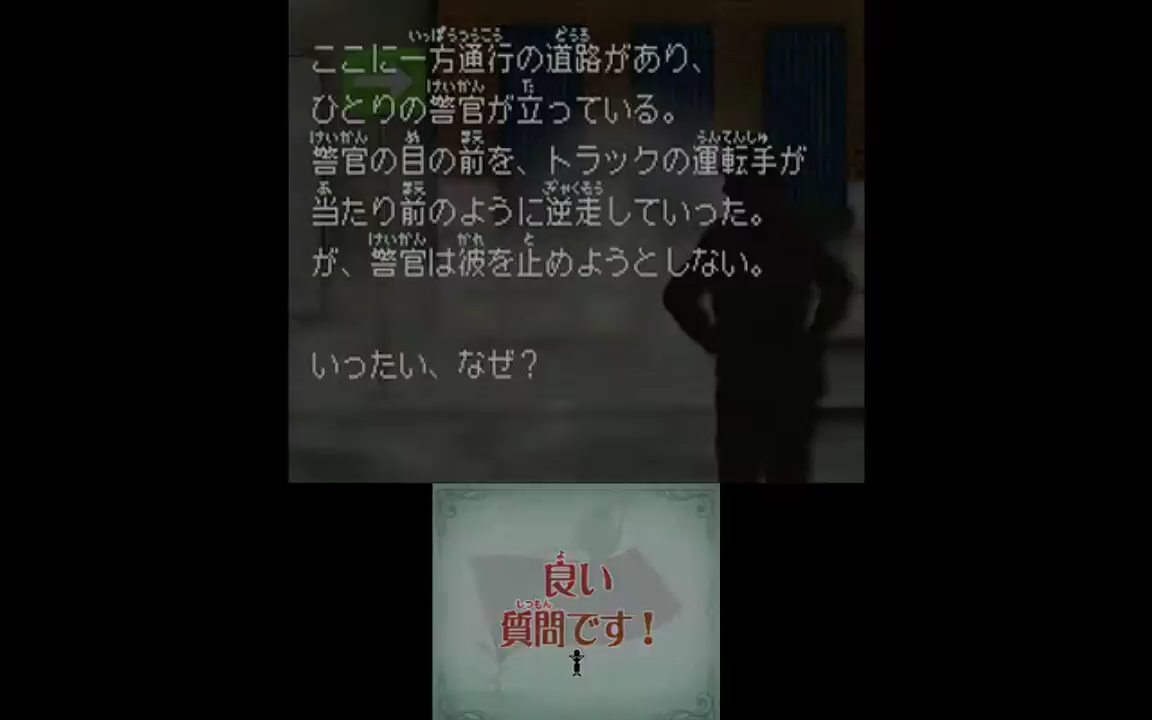 ここに一方通行の道路があり、
ひとりの警官が立っている。
警官の目の前を、トラックの運転手が
当たり前のように逆走していった。
が、警官は彼を止めようとしない。
いったい、なぜ？
良い
質問です！